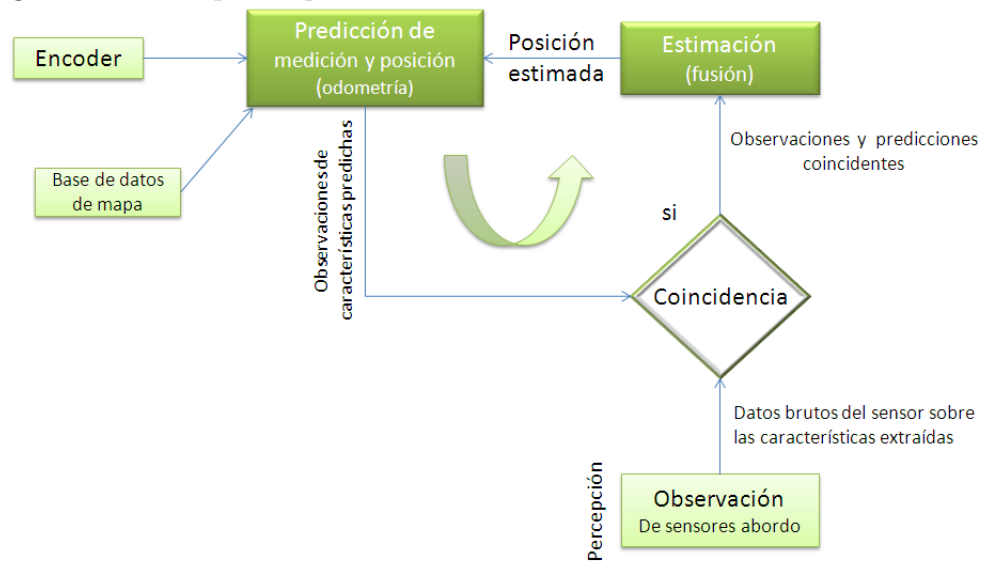 Encoder
Predicción de
medición y posición
(odometría)
Posición
estimada
Estimación
(fusión)
Base de datos
de mapa
Observaciones de
características predichas
Observaciones y predicciones
coincidentes
si
Coincidencia
Datos brutos del sensor sobre
las características extraídas
Percepción
Observación
De sensores abordo